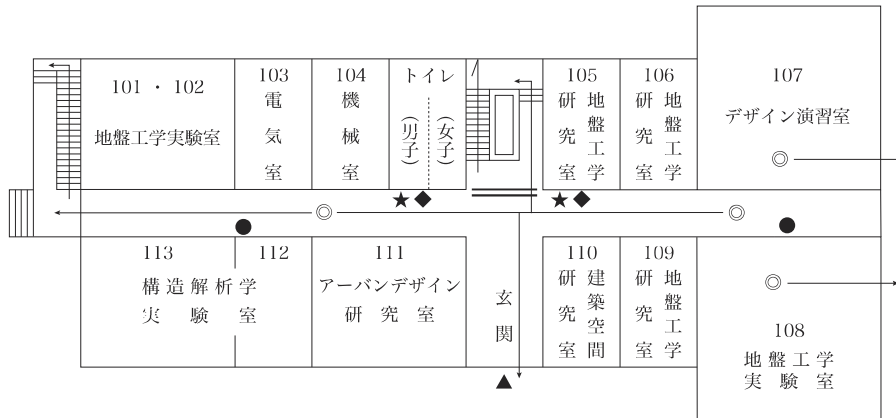 101・102
地盤工学実験室
103
電気室
104
機械室
トイレ
(男子)
(女子)
105
地盤工学
研究室
106
地盤工学
研究室
107
デザイン演習室
113
112
構造解析学
実験室
111
アーバンデザイン
研究室
玄関
110
建築空間
研究室
109
地盤工学
研究室
108
地盤工学
実験室